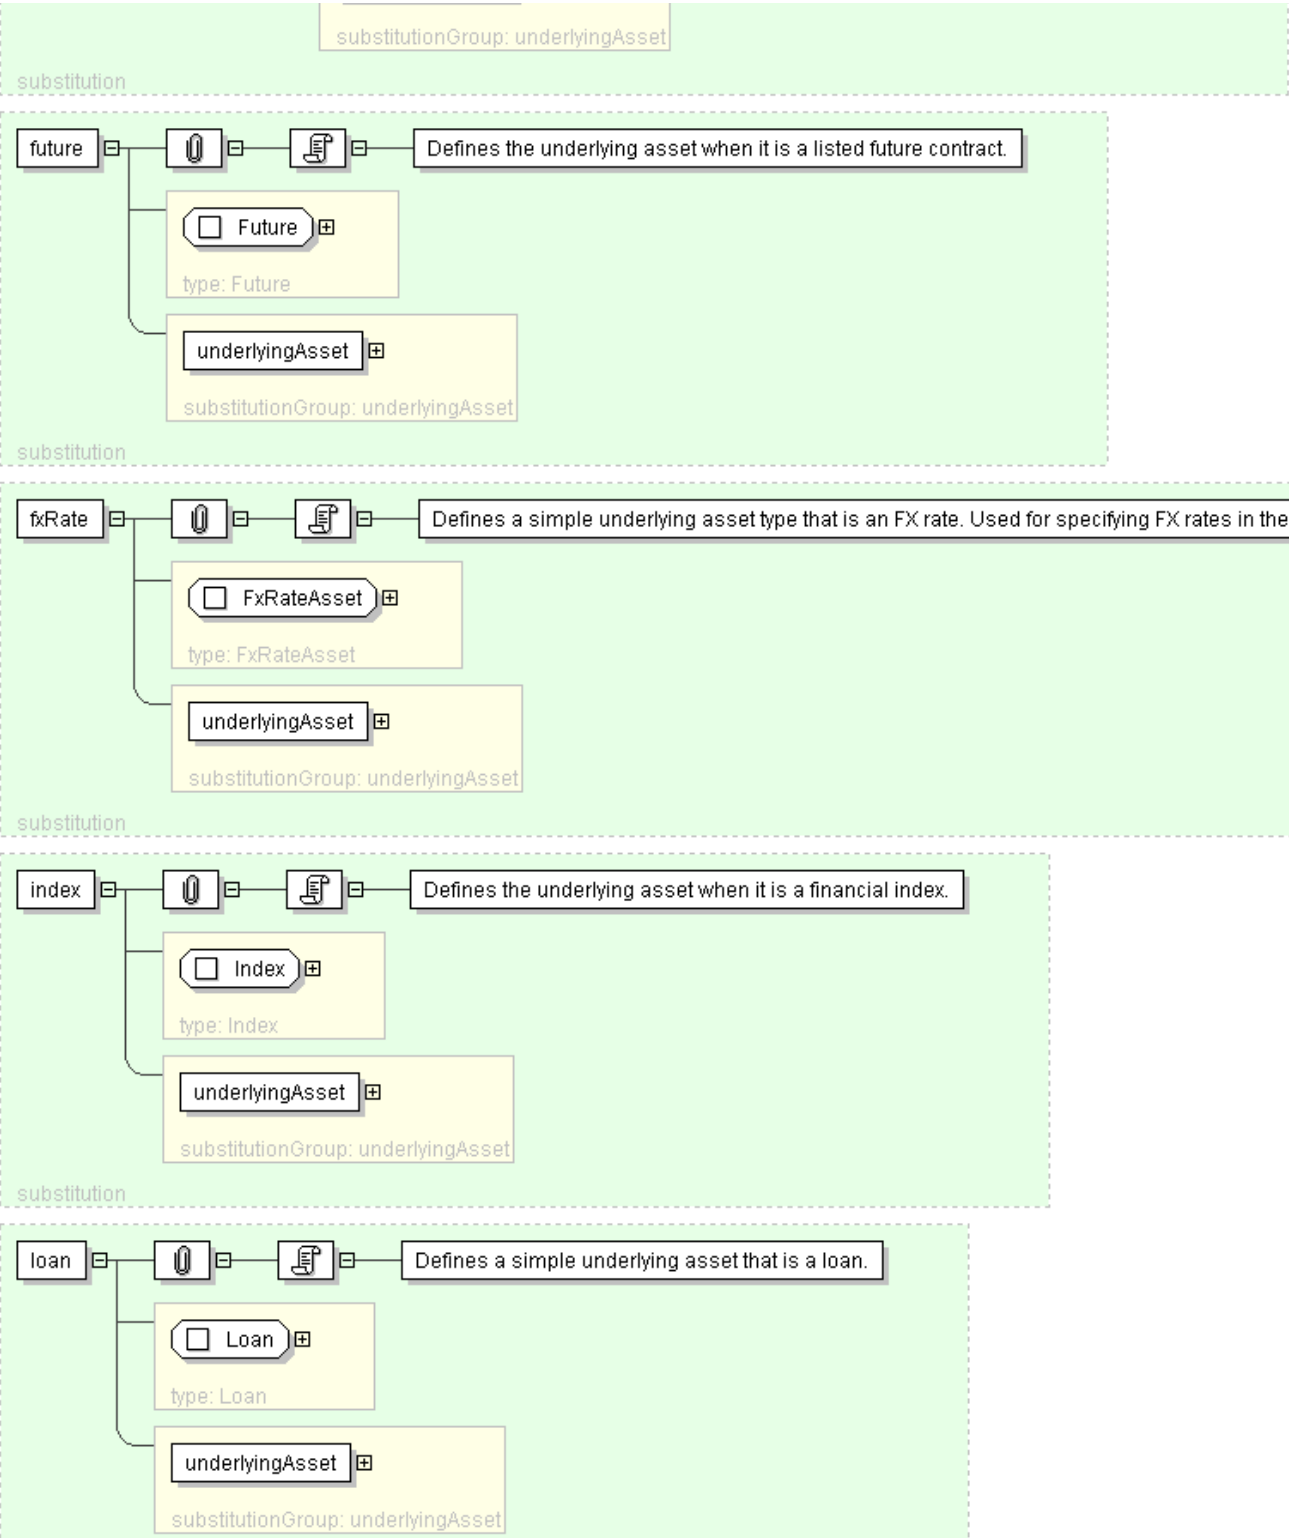 substitutionGroup: underlyingAsset
substitution
future
Defines the underlying asset when it is a listed future contract.
Future
type: Future
underlyingAsset
substitutionGroup: underlyingAsset
substitution
fxRate
Defines a simple underlying asset type that is an FX rate. Used for specifying FX rates in the
FxRateAsset
type: FxRateAsset
underlyingAsset
substitutionGroup: underlyingAsset
substitution
index
Defines the underlying asset when it is a financial index.
Index
type: Index
underlyingAsset
substitutionGroup: underlyingAsset
substitution
loan
Defines a simple underlying asset that is a loan.
Loan
type: Loan
underlyingAsset
substitutionGroup: underlyingAsset